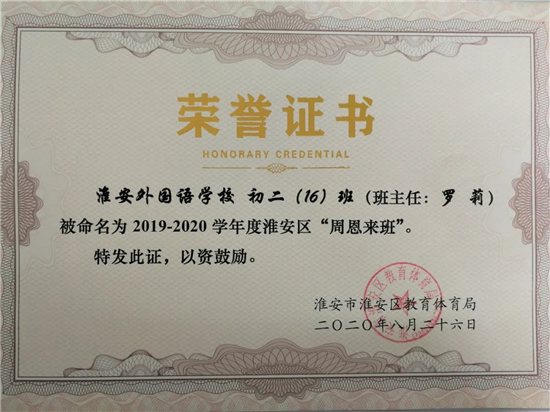 荣誉证书
HONORARY CREDENTIAL
淮安外国语学校 初二（16）班（班主任：罗 莉）
被命名为2019-2020学年度淮安区“周恩来班”。
特发此证，以资鼓励。
淮安市淮安区教育体育局
二〇二〇年八月二十六日